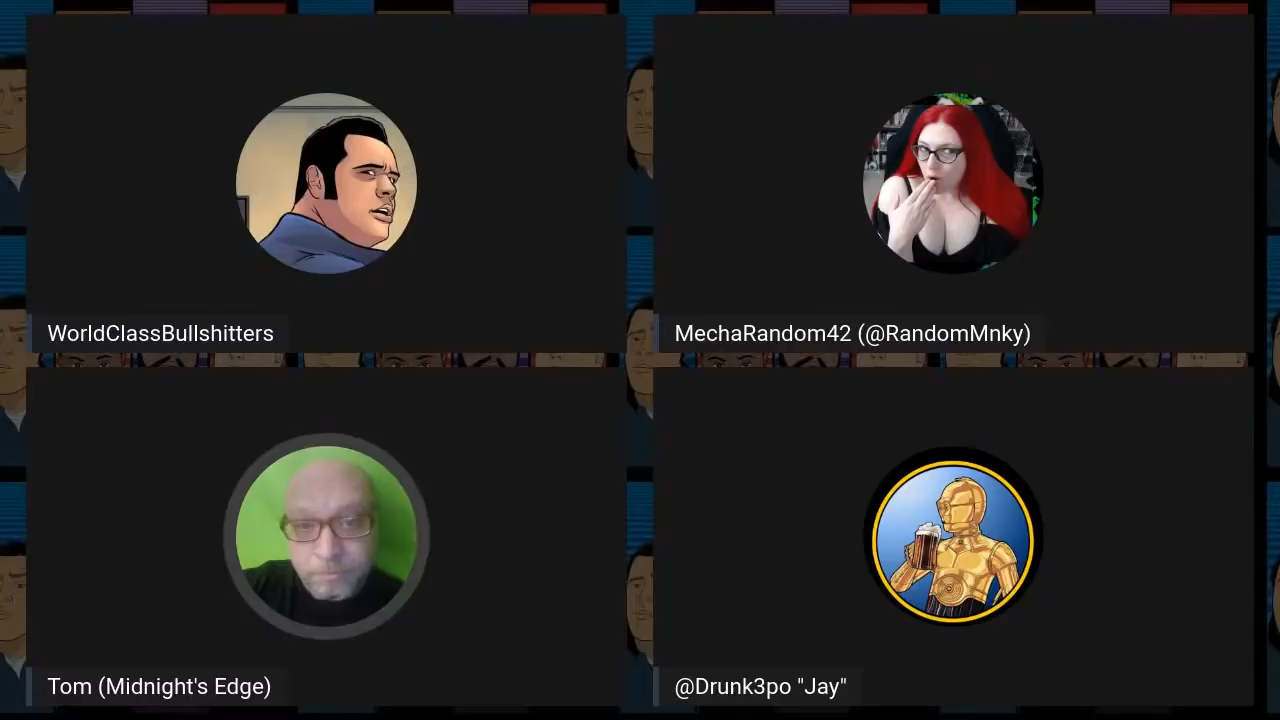 WorldClassBullshitters
MechaRandom42 (@RandomMnky)
Tom (Midnight's Edge)
@Drunk3po "Jay"